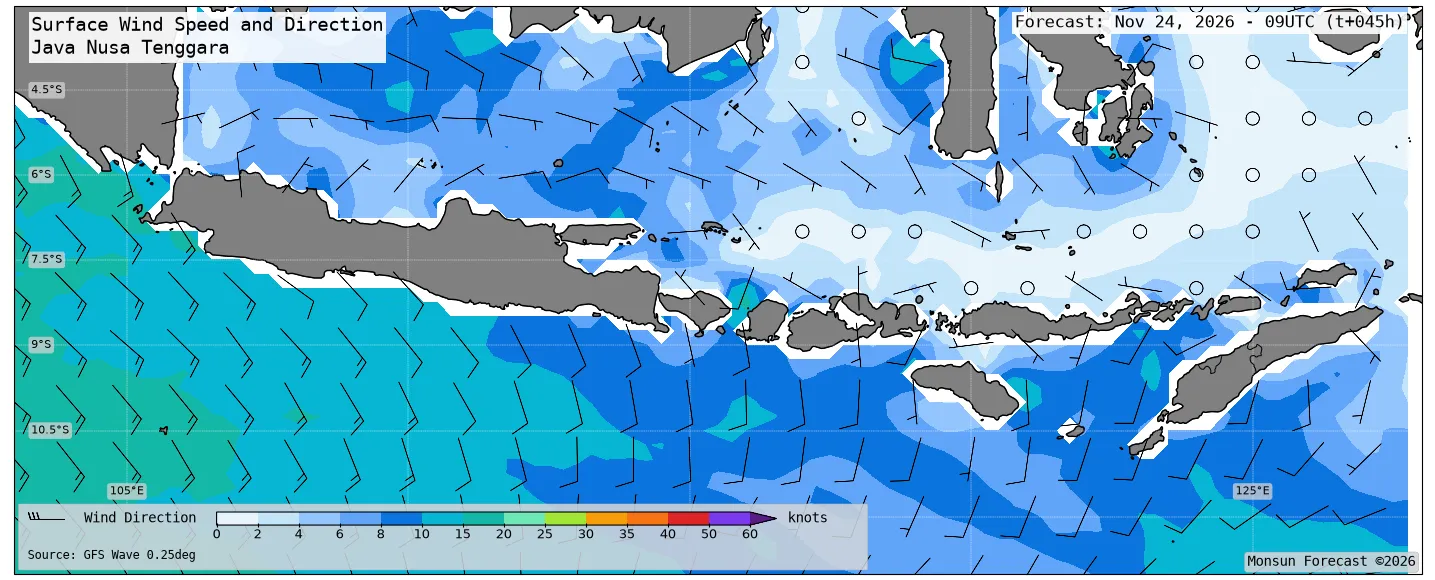 Surface Wind Speed and Direction
Java Nusa Tenggara
Forecast: Nov 24, 2026 - 09UTC (t+045h)
4.5°S
6°S
7.5°S
9°S
10.5°S
105°E
125°E
Wind Direction
0 2 4 6 8 10 15 20 25 30 35 40 50 60
knots
Source: GFS Wave 0.25deg
Monsun Forecast ©2026